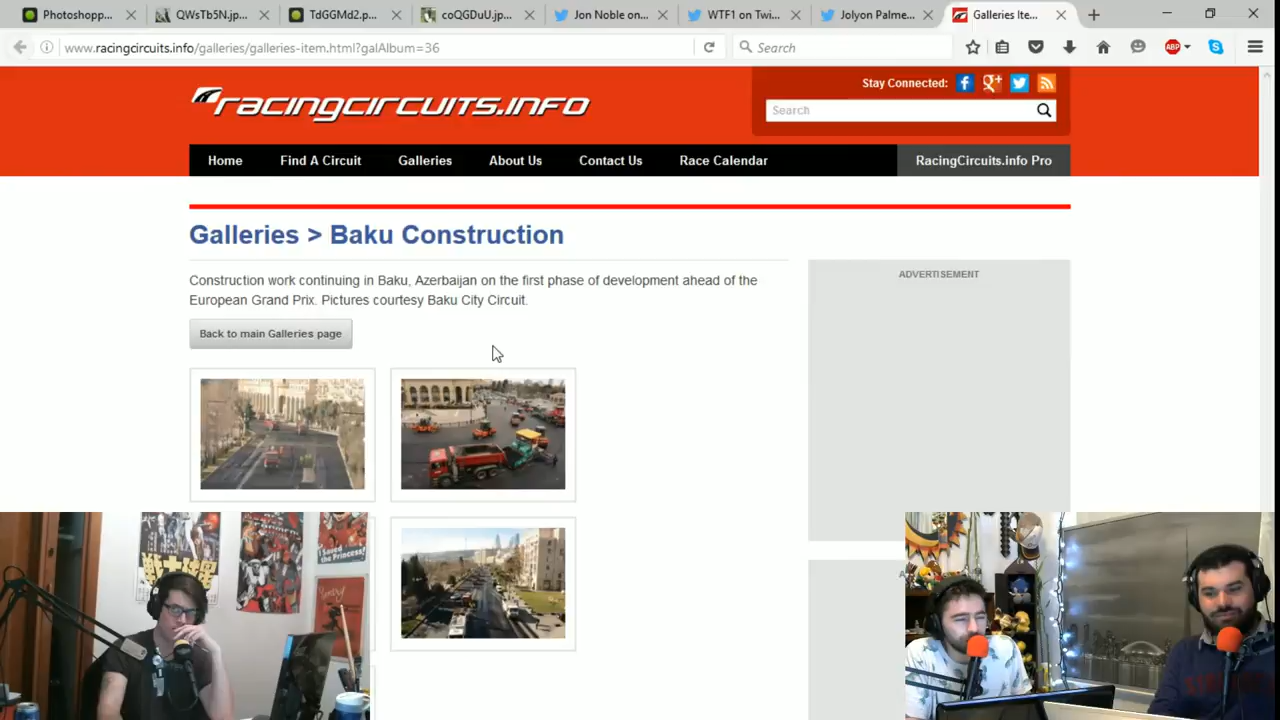 Photoshopp...
QWsTb5N.jp...
TdGGMd2.p...
coQGDuU.jp...
Jon Noble on...
WTF1 on Twi...
Jolyon Palme...
Galleries Ite...
www.racingcircuits.info/galleries/galleries-item.html?galAlbum=36
Search
ABP
racingcircuits.info
Stay Connected:
Search
Home
Find A Circuit
Galleries
About Us
Contact Us
Race Calendar
RacingCircuits.info Pro
Galleries > Baku Construction
Construction work continuing in Baku, Azerbaijan on the first phase of development ahead of the
European Grand Prix. Pictures courtesy Baku City Circuit.
ADVERTISEMENT
Back to main Galleries page
I Saved
the Princess!